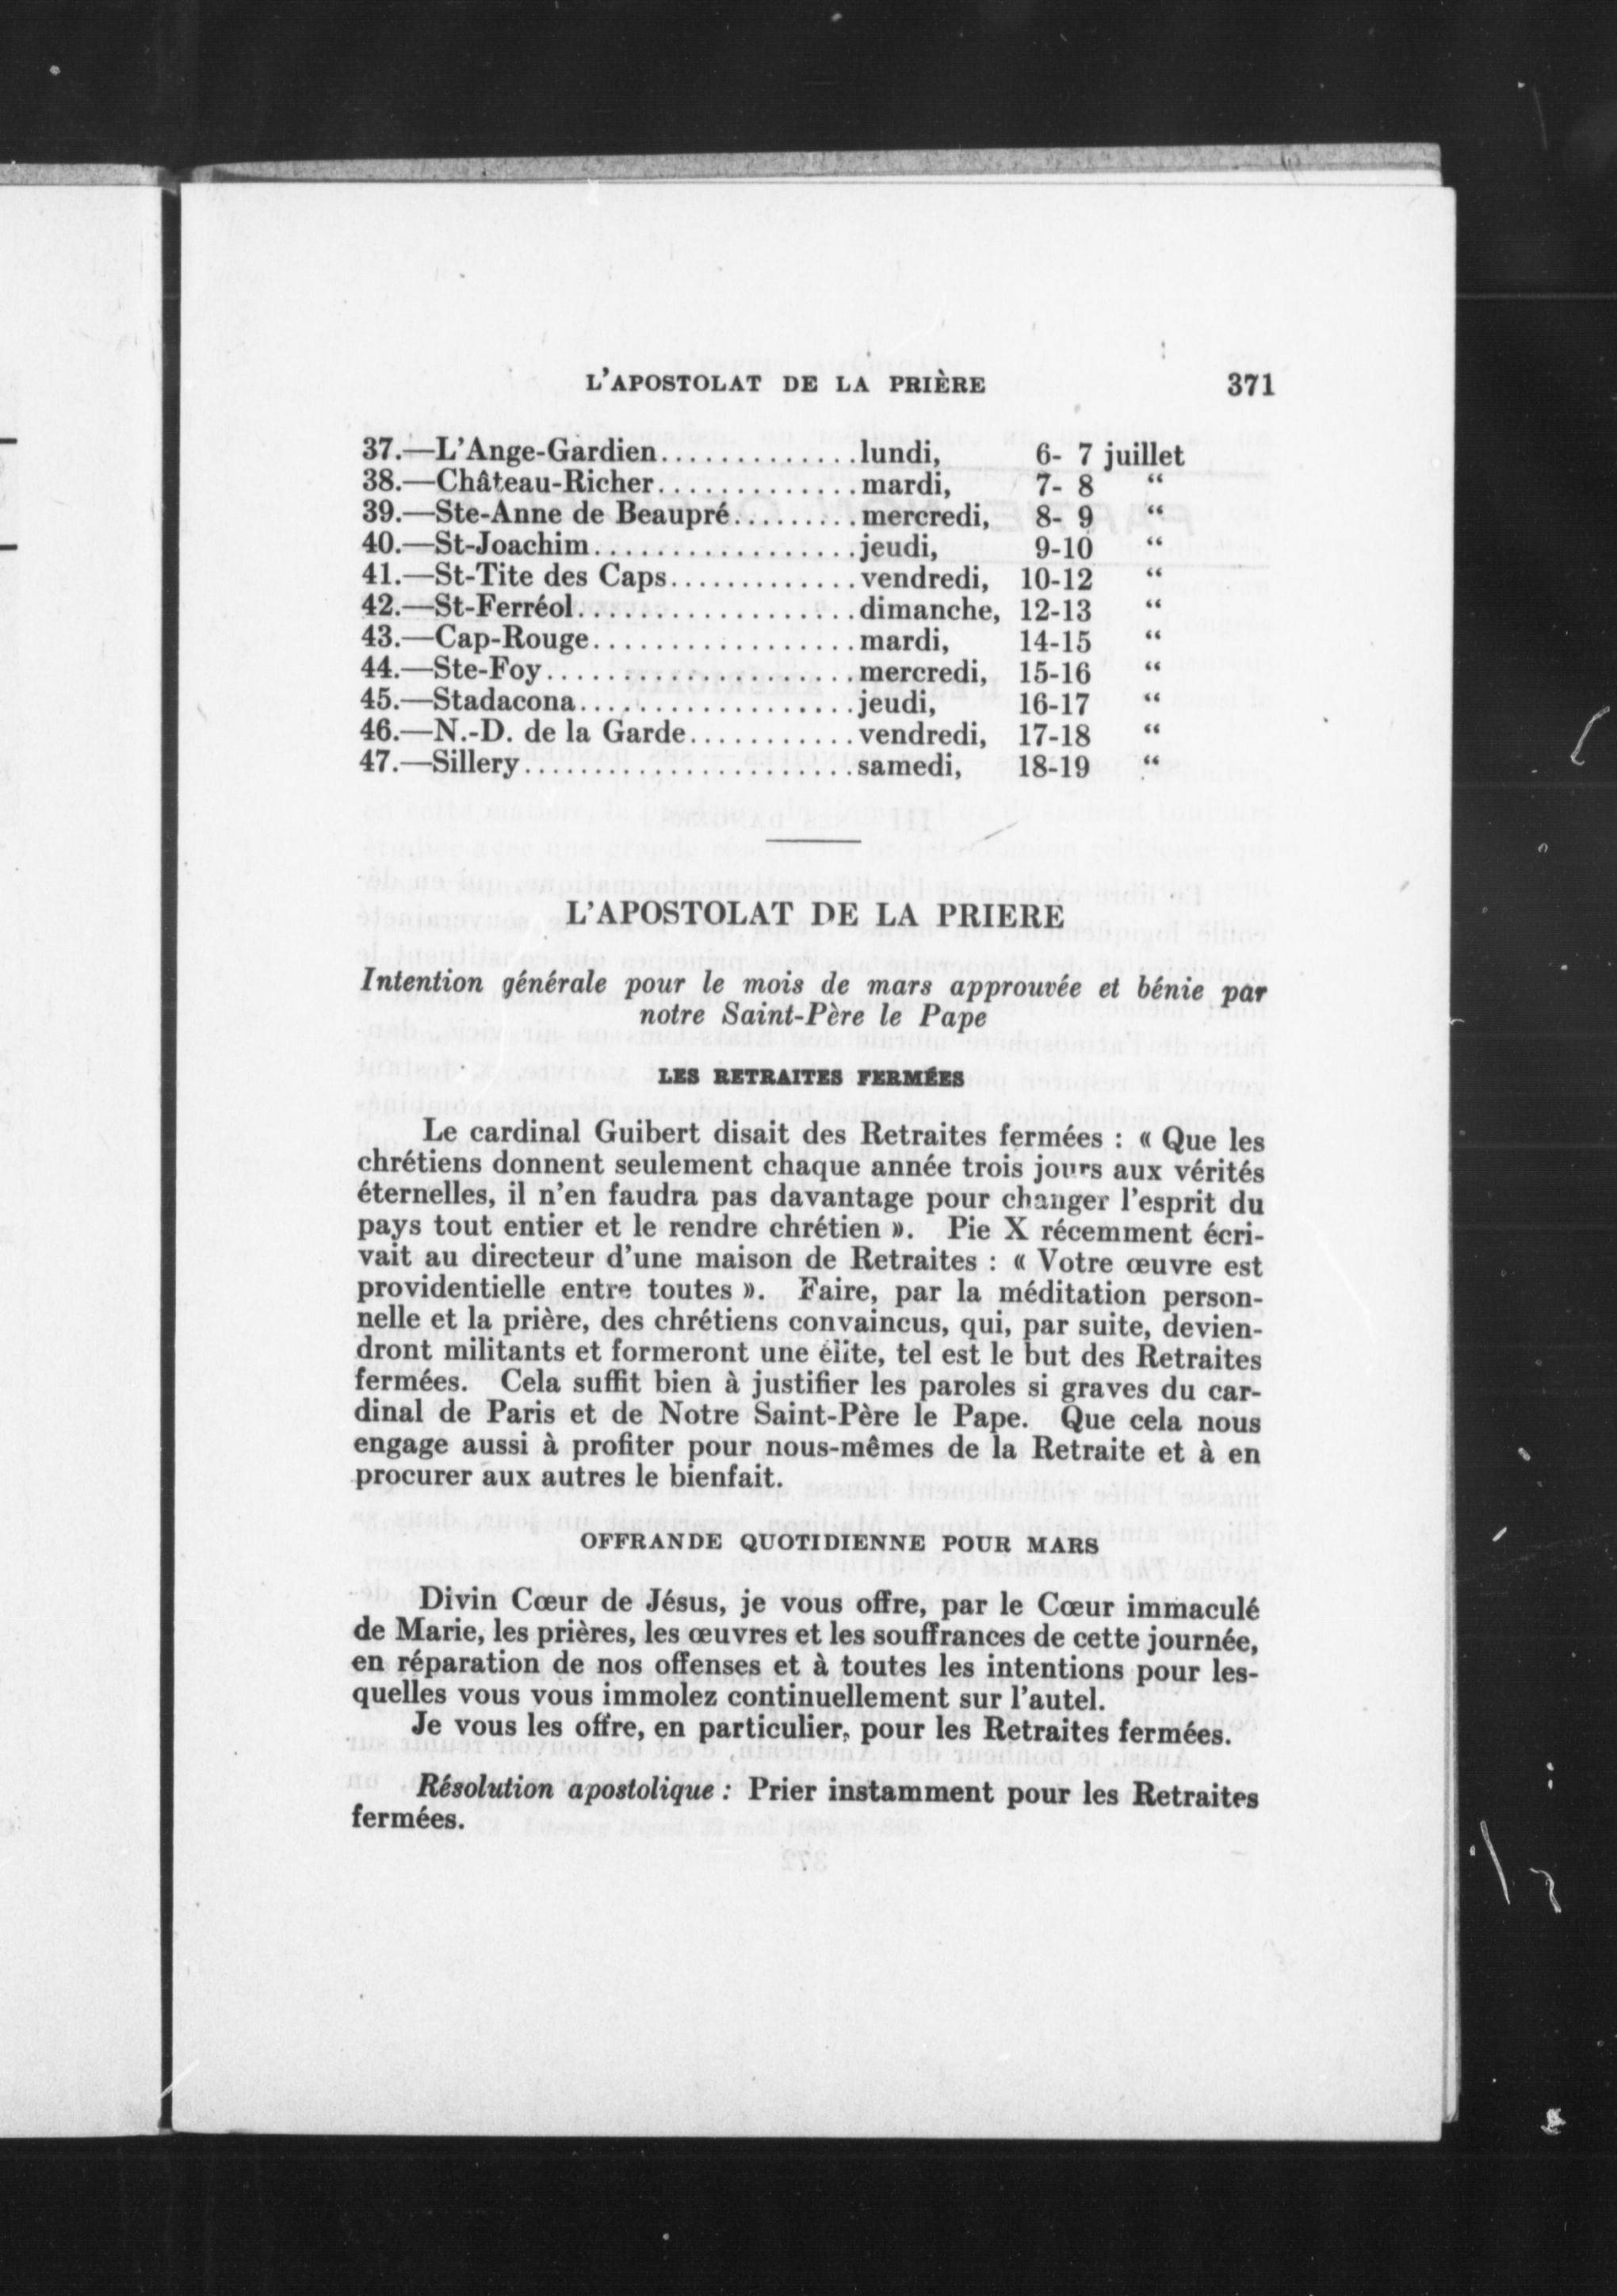 L'APOSTOLAT DE LA PRIÈRE 371
37.—L'Ange-Gardien..............lundi, 6- 7 juillet
38.—Château-Richer..............mardi, 7- 8 “
39.—Ste-Anne de Beaupré.........mercredi, 8- 9 “
40.—St-Joachim..................jeudi, 9-10 “
41.—St-Tite des Caps.............vendredi, 10-12 “
42.—St-Ferréol...................dimanche, 12-13 “
43.—Cap-Rouge..................mardi, 14-15 “
44.—Ste-Foy......................mercredi, 15-16 “
45.—Stadacona...................jeudi, 16-17 “
46.—N.-D. de la Garde...........vendredi, 17-18 “
47.—Sillery.......................samedi, 18-19 “
L'APOSTOLAT DE LA PRIERE
Intention générale pour le mois de mars approuvée et bénie par
notre Saint-Père le Pape
LES RETRAITES FERMÉES
Le cardinal Guibert disait des Retraites fermées : « Que les
chrétiens donnent seulement chaque année trois jours aux vérités
éternelles, il n'en faudra pas davantage pour changer l'esprit du
pays tout entier et le rendre chrétien ». Pie X récemment écri-
vait au directeur d'une maison de Retraites : « Votre œuvre est
providentielle entre toutes ». Faire, par la méditation person-
nelle et la prière, des chrétiens convaincus, qui, par suite, devien-
dront militants et formeront une élite, tel est le but des Retraites
fermées. Cela suffit bien à justifier les paroles si graves du car-
dinal de Paris et de Notre Saint-Père le Pape. Que cela nous
engage aussi à profiter pour nous-mêmes de la Retraite et à en
procurer aux autres le bienfait.
OFFRANDE QUOTIDIENNE POUR MARS
Divin Cœur de Jésus, je vous offre, par le Cœur immaculé
de Marie, les prières, les œuvres et les souffrances de cette journée,
en réparation de nos offenses et à toutes les intentions pour les-
quelles vous vous immolez continuellement sur l'autel.
Je vous les offre, en particulier, pour les Retraites fermées.
Résolution apostolique : Prier instamment pour les Retraites
fermées.